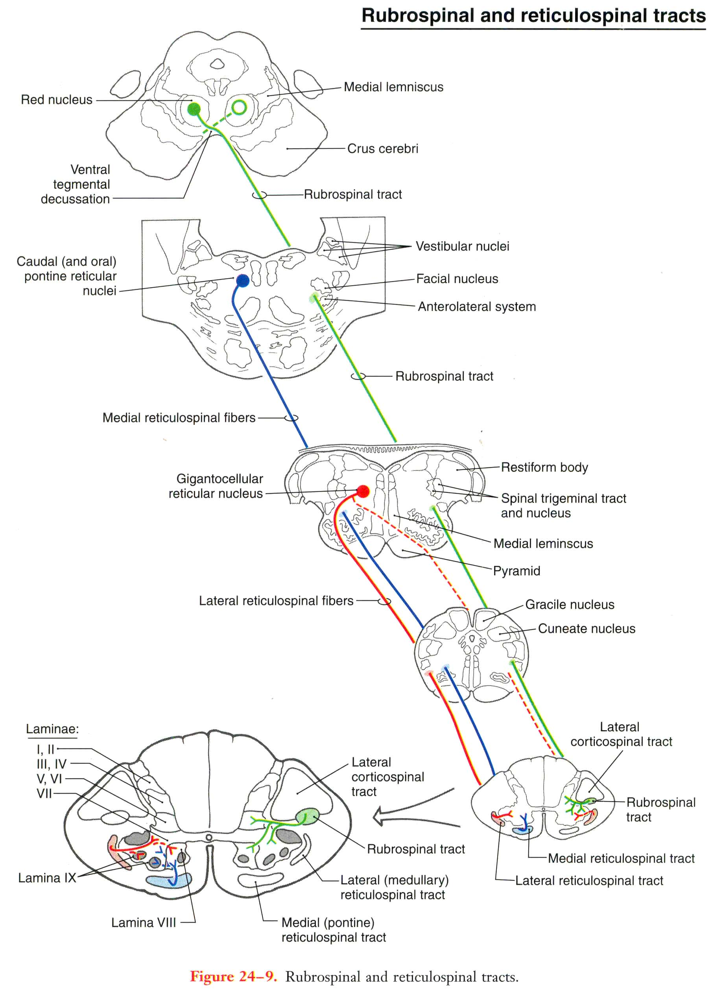 Rubrospinal and reticulospinal tracts
Medial lemniscus
Red nucleus
Crus cerebri
Ventral
tegmental
decussation
Rubrospinal tract
Vestibular nuclei
Caudal (and oral)
pontine reticular
nuclei
Facial nucleus
Anterolateral system
Rubrospinal tract
Medial reticulospinal fibers
Restiform body
Gigantocellular
reticular nucleus
Spinal trigeminal tract
and nucleus
Medial leminscus
Pyramid
Lateral reticulospinal fibers
Gracile nucleus
Cuneate nucleus
Laminae:
I, II
III, IV
V, VI
VII
Lateral
corticospinal tract
Lateral
corticospinal
tract
Rubrospinal
tract
Rubrospinal tract
Medial reticulospinal tract
Lamina IX
Lateral (medullary)
reticulospinal tract
Lateral reticulospinal tract
Lamina VIII
Medial (pontine)
reticulospinal tract
Figure 24–9. Rubrospinal and reticulospinal tracts.